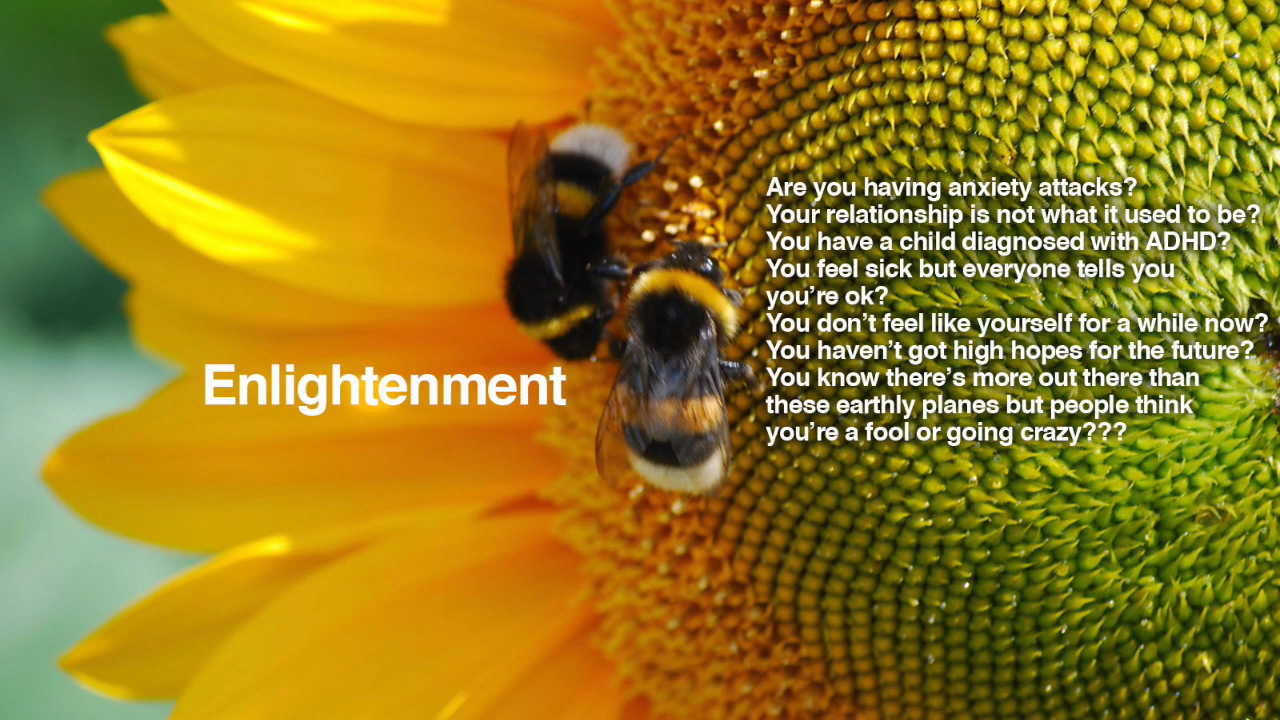 Enlightenment
Are you having anxiety attacks?
Your relationship is not what it used to be?
You have a child diagnosed with ADHD?
You feel sick but everyone tells you
you’re ok?
You don’t feel like yourself for a while now?
You haven’t got high hopes for the future?
You know there’s more out there than
these earthly planes but people think
you’re a fool or going crazy???